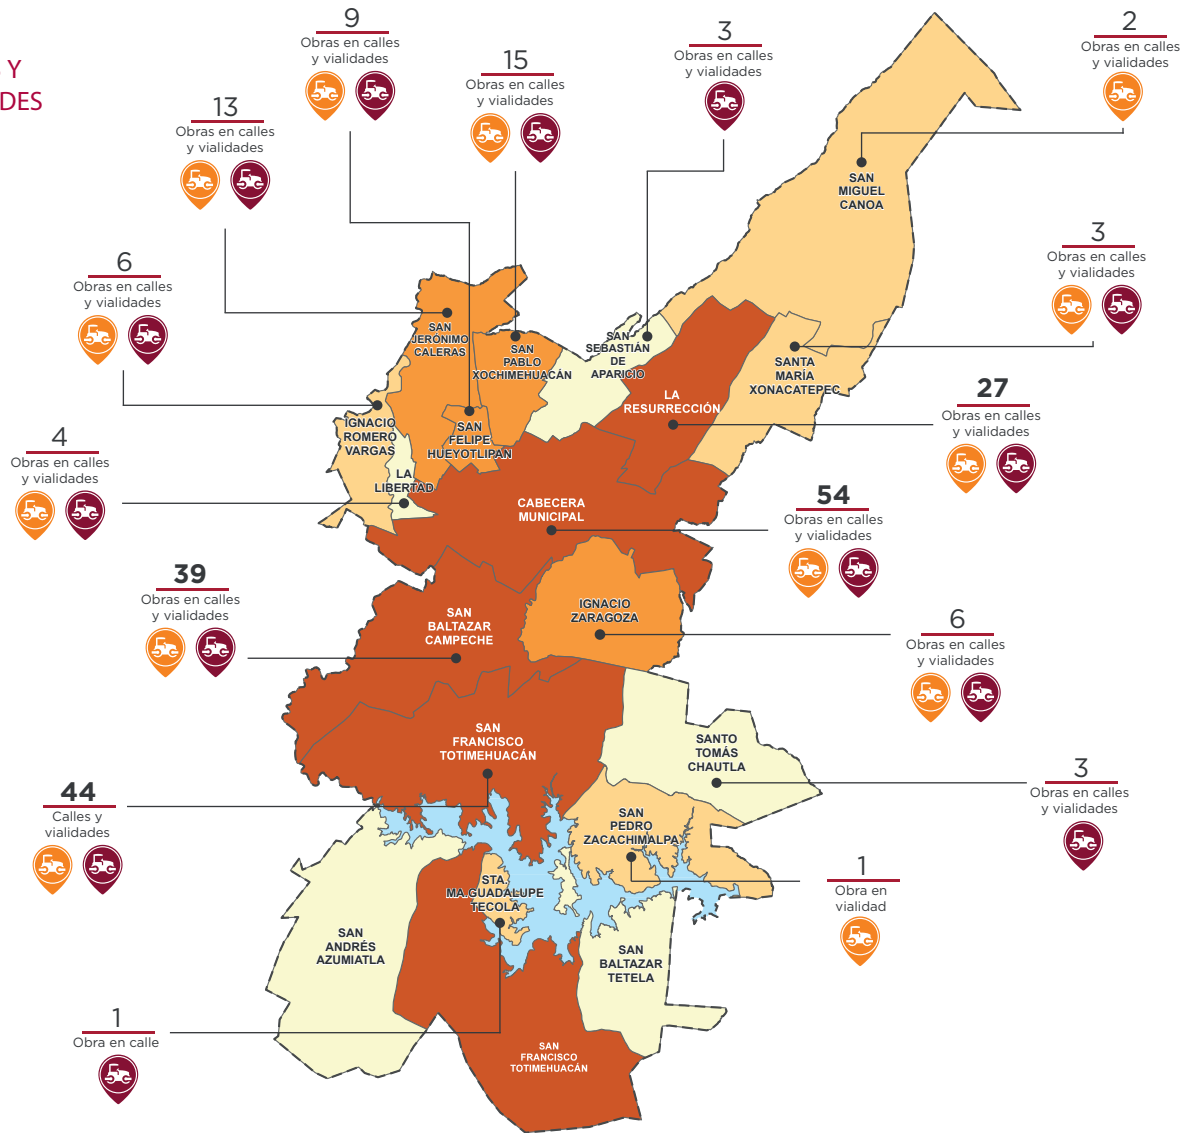 Y
DES
9
Obras en calles
y vialidades
15
Obras en calles
y vialidades
3
Obras en calles
y vialidades
2
Obras en calles
y vialidades
13
Obras en calles
y vialidades
6
Obras en calles
y vialidades
3
Obras en calles
y vialidades
4
Obras en calles
y vialidades
27
Obras en calles
y vialidades
54
Obras en calles
y vialidades
39
Obras en calles
y vialidades
6
Obras en calles
y vialidades
44
Calles y
vialidades
3
Obras en calles
y vialidades
1
Obra en
vialidad
1
Obra en calle
SAN
MIGUEL
CANOA
SAN
JERÓNIMO
CALERAS
SAN
PABLO
XOCHIMEHUACÁN
SAN
SEBASTIÁN
DE
APARICIO
SANTA
MARÍA
XONACATEPEC
LA
RESURRECCIÓN
IGNACIO
ROMERO
VARGAS
SAN
FELIPE
HUEYOTLIPAN
LA
LIBERTAD
CABECERA
MUNICIPAL
IGNACIO
ZARAGOZA
SAN
BALTAZAR
CAMPECHE
SAN
FRANCISCO
TOTIMEHUACÁN
SANTO
TOMÁS
CHAUTLA
SAN
PEDRO
ZACACHIMALPA
STA.
MA.GUADALUPE
TECOLA
SAN
ANDRÉS
AZUMIATLA
SAN
BALTAZAR
TETELA
SAN
FRANCISCO
TOTIMEHUACÁN